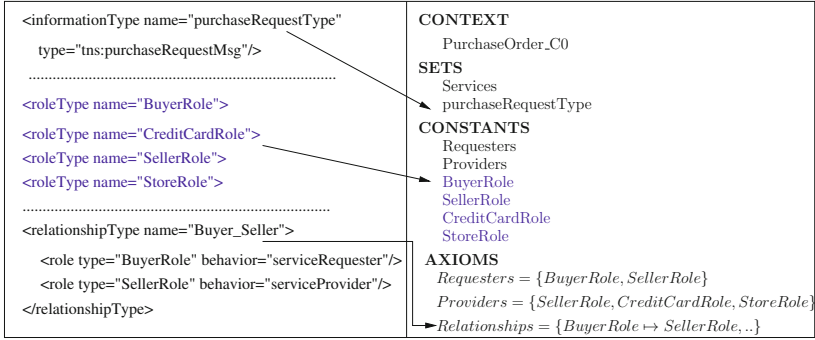 <informationType name="purchaseRequestType"
type="tns:purchaseRequestMsg"/>
.............................................................................
<roleType name="BuyerRole">
<roleType name="CreditCardRole">
<roleType name="SellerRole">
<roleType name="StoreRole">
.............................................................................
<relationshipType name="Buyer_Seller">
<role type="BuyerRole" behavior="serviceRequester"/>
<role type="SellerRole" behavior="serviceProvider"/>
</relationshipType>
CONTEXT
PurchaseOrder_C0
SETS
Services
purchaseRequestType
CONSTANTS
Requesters
Providers
BuyerRole
SellerRole
CreditCardRole
StoreRole
AXIOMS
Requesters = {BuyerRole, SellerRole}
Providers = {SellerRole, CreditCardRole, StoreRole}
Relationships = {BuyerRole ↦ SellerRole, ..}